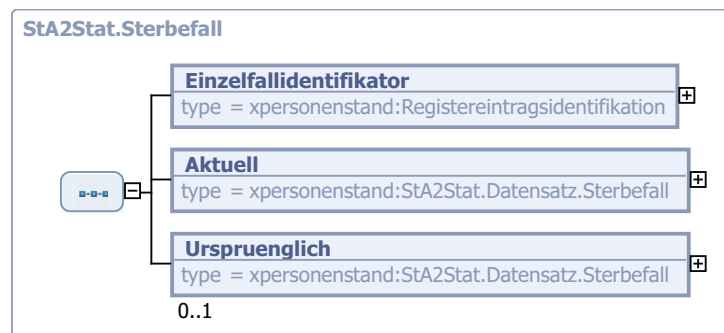 StA2Stat.Sterbefall
Einzelfallidentifikator
type = xpersonenstand:Registereintragsidentifikation
Aktuell
type = xpersonenstand:StA2Stat.Datensatz.Sterbefall
Urspruenglich
type = xpersonenstand:StA2Stat.Datensatz.Sterbefall
0..1